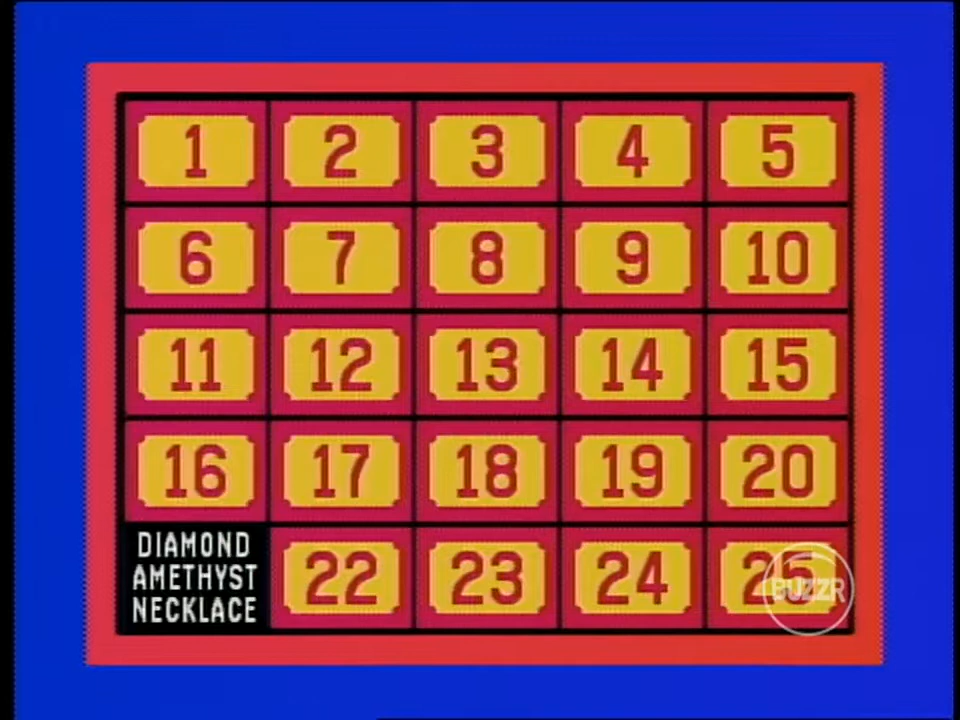 1 2 3 4 5
6 7 8 9 10
11 12 13 14 15
16 17 18 19 20
DIAMOND
AMETHYST
NECKLACE
22 23 24 25
BUZZR